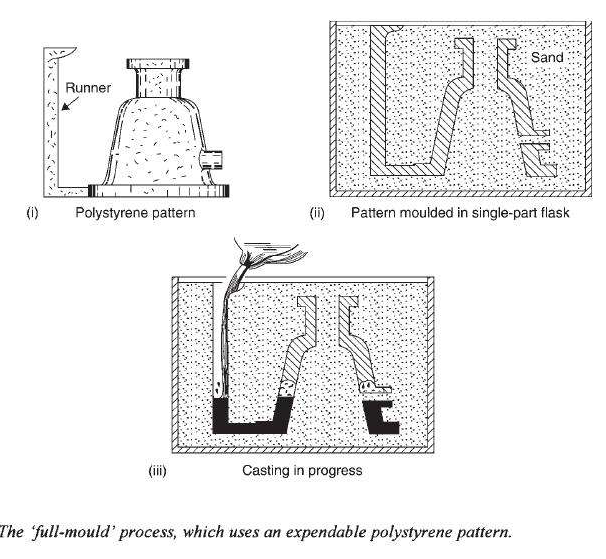 Runner
Sand
(i) Polystyrene pattern
(ii) Pattern moulded in single-part flask
(iii) Casting in progress
The ‘full-mould’ process, which uses an expendable polystyrene pattern.